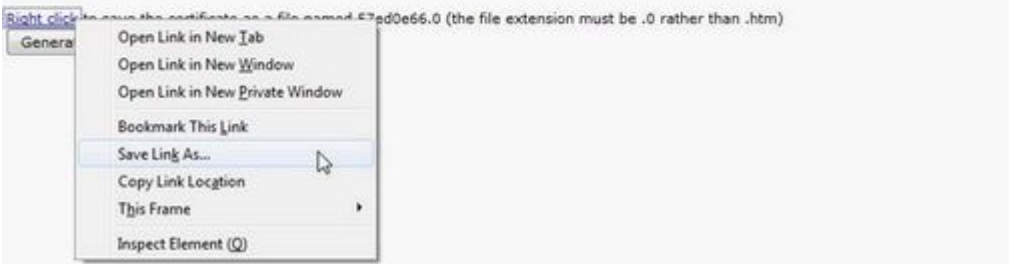 Right click to save the certificate as a file named 57ed0e66.0 (the file extension must be .0 rather than .htm)
Genera
Open Link in New Tab
Open Link in New Window
Open Link in New Private Window
Bookmark This Link
Save Link As...
Copy Link Location
This Frame
Inspect Element (Q)